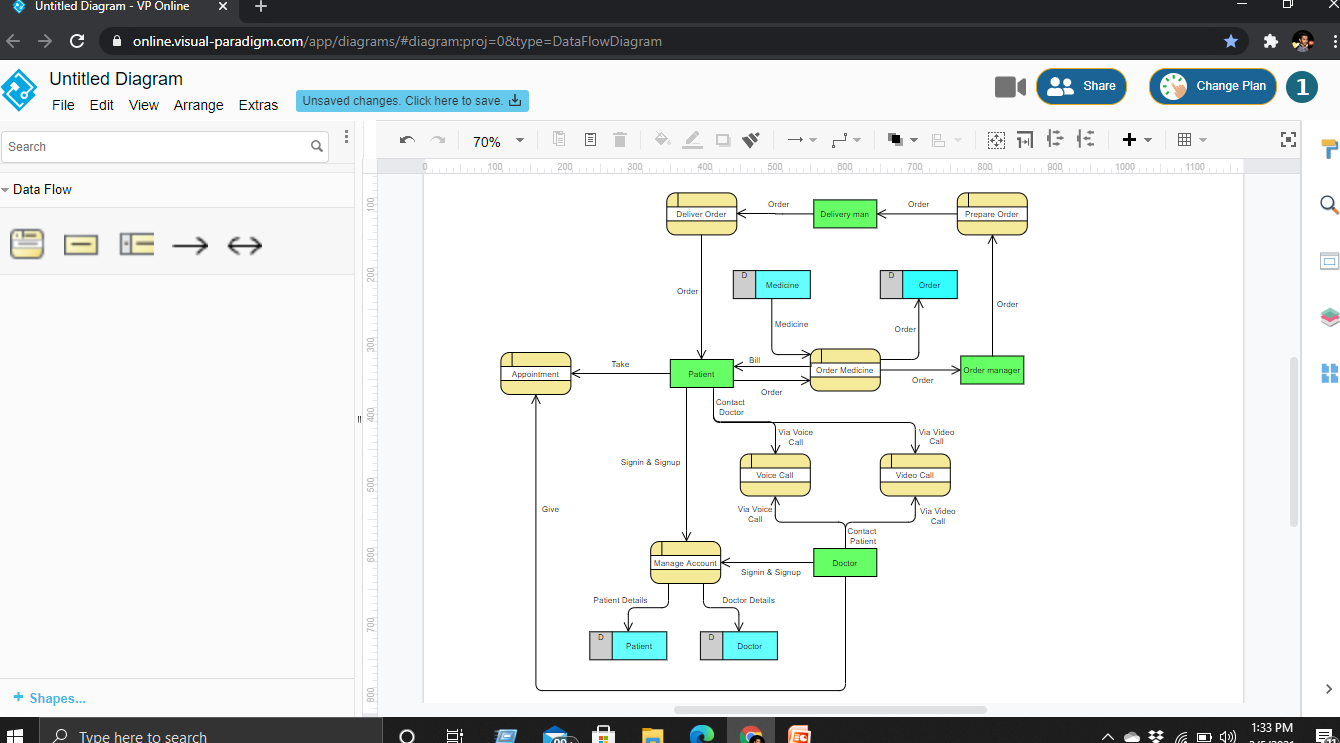 Untitled Diagram - VP Online
online.visual-paradigm.com/app/diagrams/#diagram:proj=0&type=DataFlowDiagram
Untitled Diagram
File Edit View Arrange Extras
Unsaved changes. Click here to save.
Share
Change Plan
1
Search
70%
Data Flow
0 100 200 300 400 500 600 700 800 900 1000 1100
100
200
300
400
500
600
700
800
Deliver Order
Order
Delivery man
Order
Prepare Order
D
Medicine
D
Order
Order
Order
Medicine
Order
Appointment
Take
Patient
Bill
Order
Order Medicine
Order
Order manager
Contact
Doctor
Via Voice
Call
Via Video
Call
Signin & Signup
Voice Call
Video Call
Give
Via Voice
Call
Via Video
Call
Contact
Patient
Manage Account
Signin & Signup
Doctor
Patient Details
Doctor Details
D
Patient
D
Doctor
+ Shapes...
Type here to search
1:33 PM